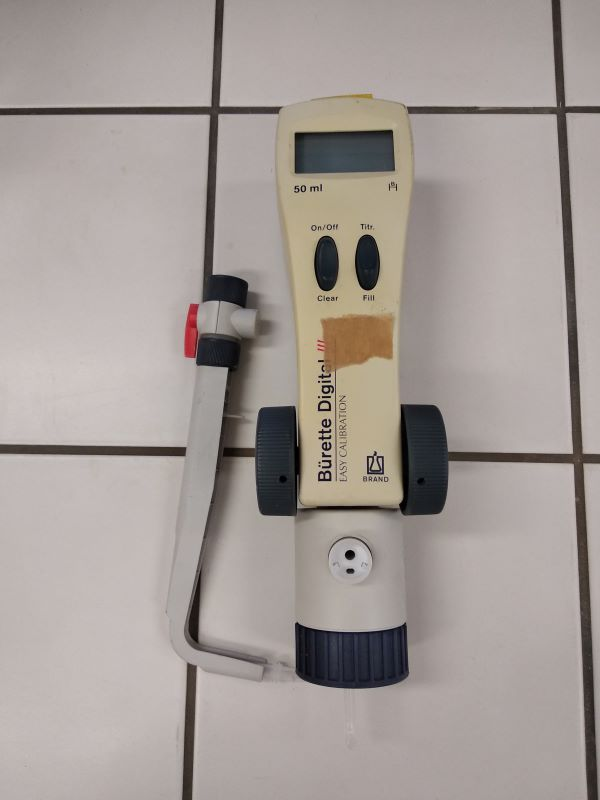 50 ml
On/Off Titr.
Clear Fill
Bürette Digital III
EASY CALIBRATION
BRAND